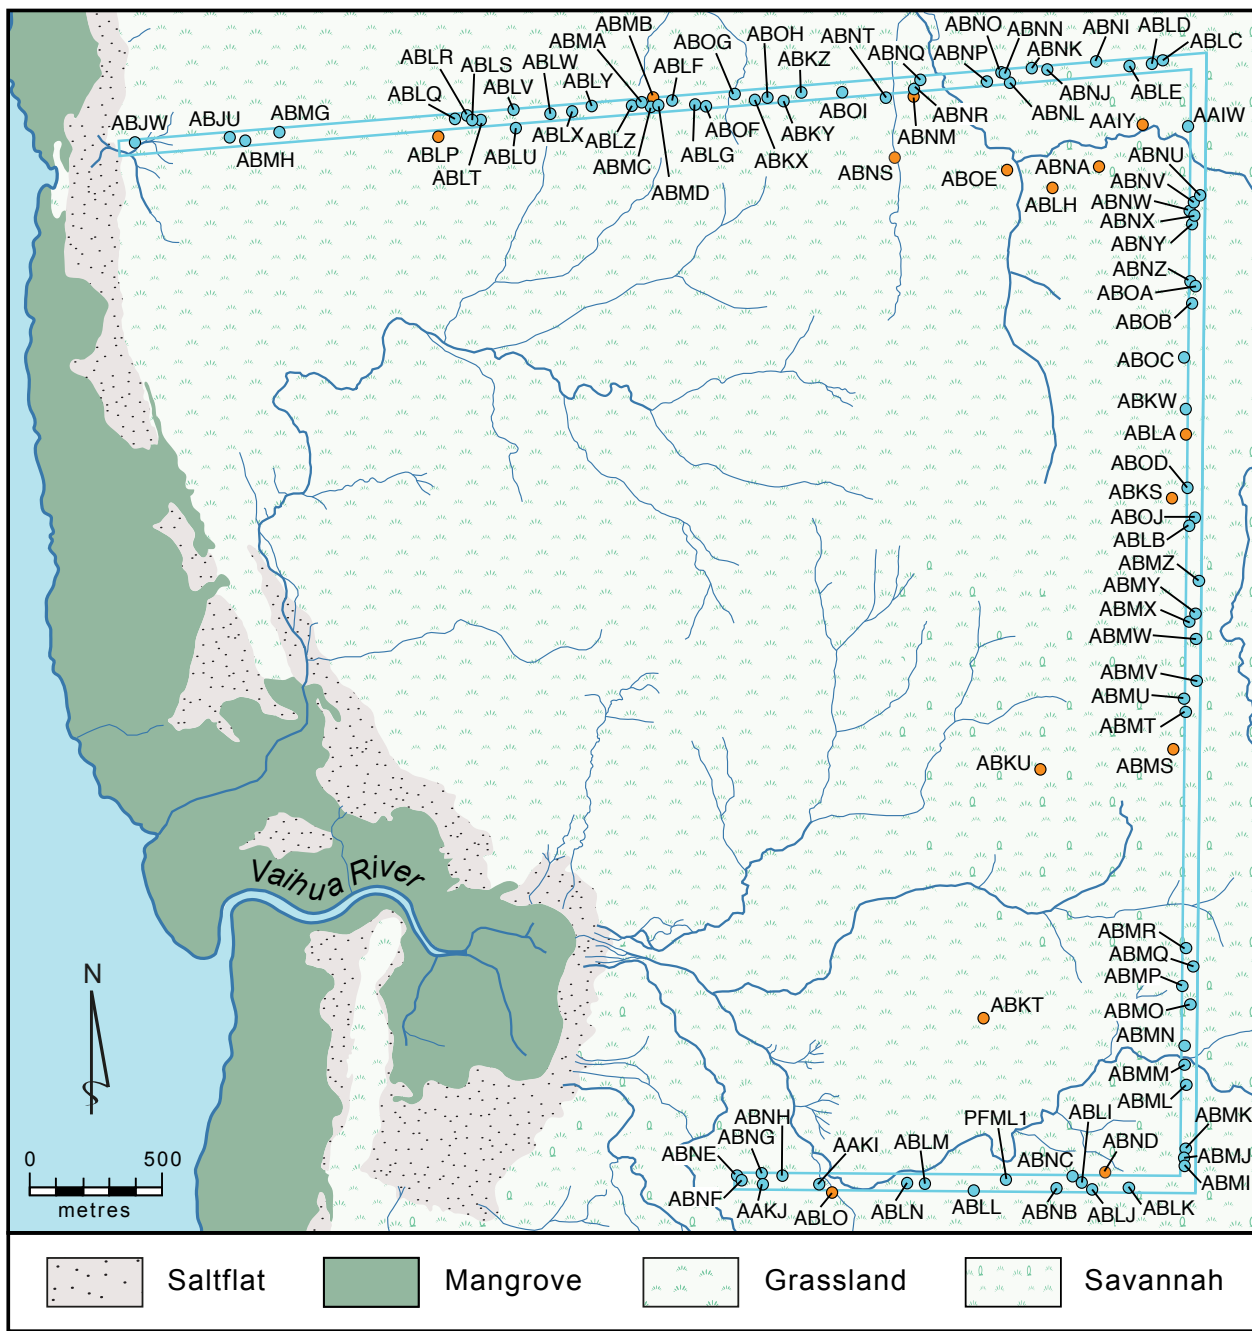 ABMB
ABMA
ABOG
ABOH
ABNT
ABNO
ABNN
ABNI
ABLD
ABLC
ABLR
ABLS
ABLW
ABLY
ABLF
ABKZ
ABNQ
ABNP
ABNK
ABLQ
ABLV
ABNJ
ABLE
ABJW
ABJU
ABMG
ABMH
ABLP
ABLT
ABLU
ABLX
ABLZ
ABMC
ABMD
ABLG
ABOF
ABKX
ABKY
ABOI
ABNR
ABNM
ABNL
AAIY
AAIW
ABNS
ABOE
ABNA
ABLH
ABNU
ABNV
ABNW
ABNX
ABNY
ABNZ
ABOA
ABOB
ABOC
ABKW
ABLA
ABOD
ABKS
ABOJ
ABLB
ABMZ
ABMY
ABMX
ABMW
ABMV
ABMU
ABMT
ABMS
ABKU
Vaihua River
ABMR
ABMQ
ABMP
ABMO
ABMN
ABMM
ABML
ABMK
ABMJ
ABMI
N
ABKT
ABNH
ABNG
ABNE
ABNF
AAKJ
AAKI
ABLO
ABLM
ABLN
PFML1
ABLL
ABLI
ABNC
ABND
ABNB
ABLJ
ABLK
0 500
metres
Saltflat Mangrove Grassland Savannah